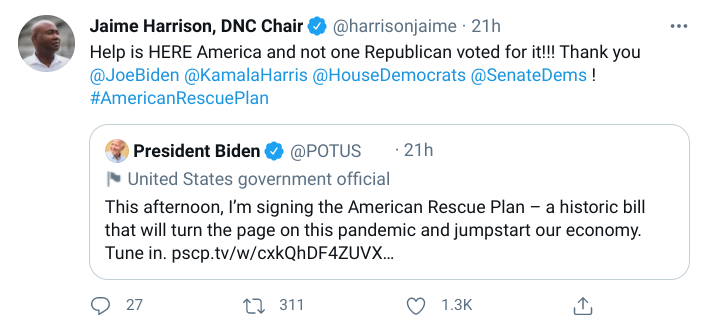 Jaime Harrison, DNC Chair @harrisonjaime · 21h
Help is HERE America and not one Republican voted for it!!! Thank you
@JoeBiden @KamalaHarris @HouseDemocrats @SenateDems !
#AmericanRescuePlan
President Biden @POTUS · 21h
United States government official
This afternoon, I’m signing the American Rescue Plan – a historic bill
that will turn the page on this pandemic and jumpstart our economy.
Tune in. pscp.tv/w/cxkQhDF4ZUVX…
27 311 1.3K